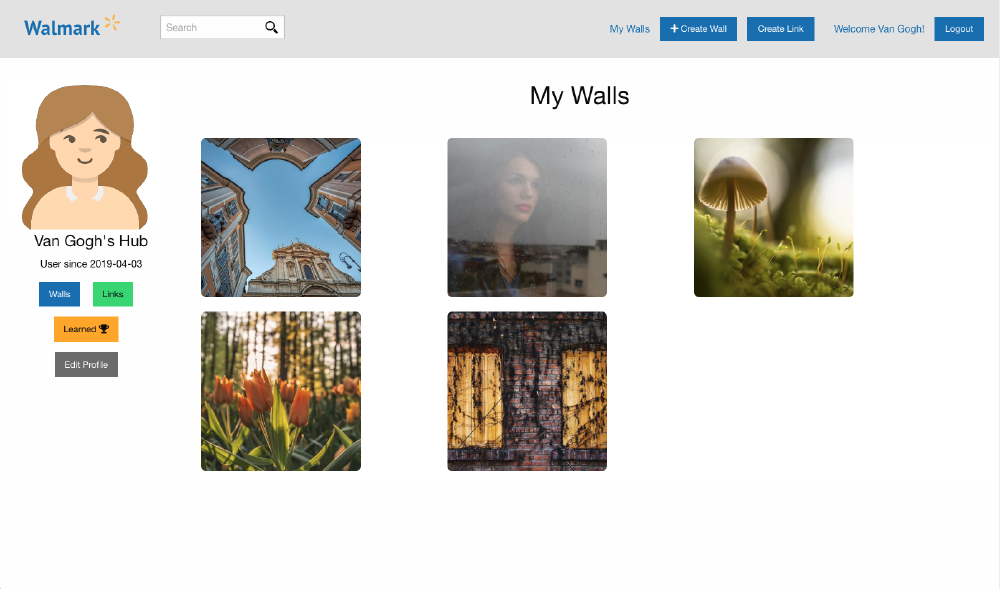 Walmark
Search
My Walls
Create Wall
Create Link
Welcome Van Gogh!
Logout
My Walls
Van Gogh's Hub
User since 2019-04-03
Walls
Links
Learned
Edit Profile